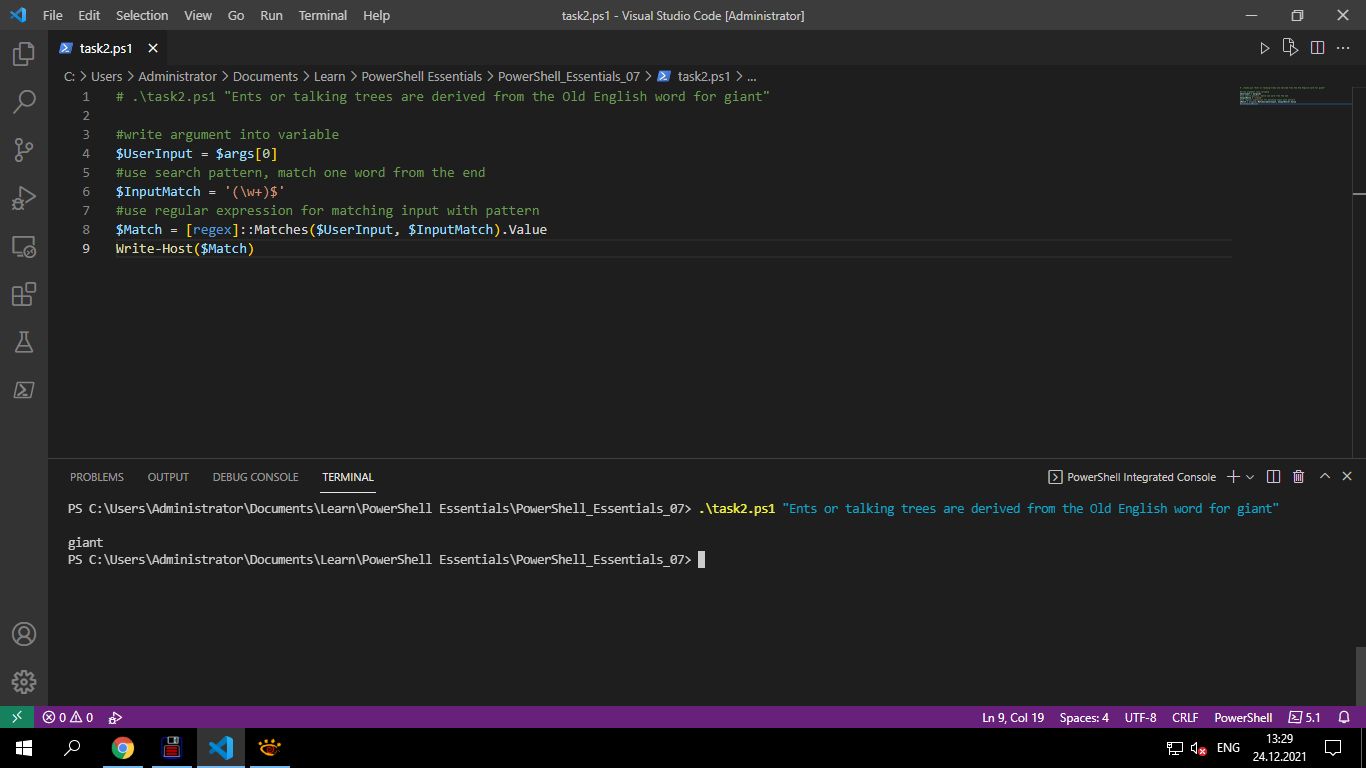 File Edit Selection View Go Run Terminal Help task2.ps1 - Visual Studio Code [Administrator]
task2.ps1
C: > Users > Administrator > Documents > Learn > PowerShell Essentials > PowerShell_Essentials_07 > task2.ps1 > ...
1 # .\task2.ps1 "Ents or talking trees are derived from the Old English word for giant"
2
3 #write argument into variable
4 $UserInput = $args[0]
5 #use search pattern, match one word from the end
6 $InputMatch = '(\w+)$'
7 #use regular expression for matching input with pattern
8 $Match = [regex]::Matches($UserInput, $InputMatch).Value
9 Write-Host($Match)
PROBLEMS OUTPUT DEBUG CONSOLE TERMINAL PowerShell Integrated Console
PS C:\Users\Administrator\Documents\Learn\PowerShell Essentials\PowerShell_Essentials_07> .\task2.ps1 "Ents or talking trees are derived from the Old English word for giant"
giant
PS C:\Users\Administrator\Documents\Learn\PowerShell Essentials\PowerShell_Essentials_07>
0 0 Ln 9, Col 19 Spaces: 4 UTF-8 CRLF PowerShell 5.1
ENG 13:29
24.12.2021